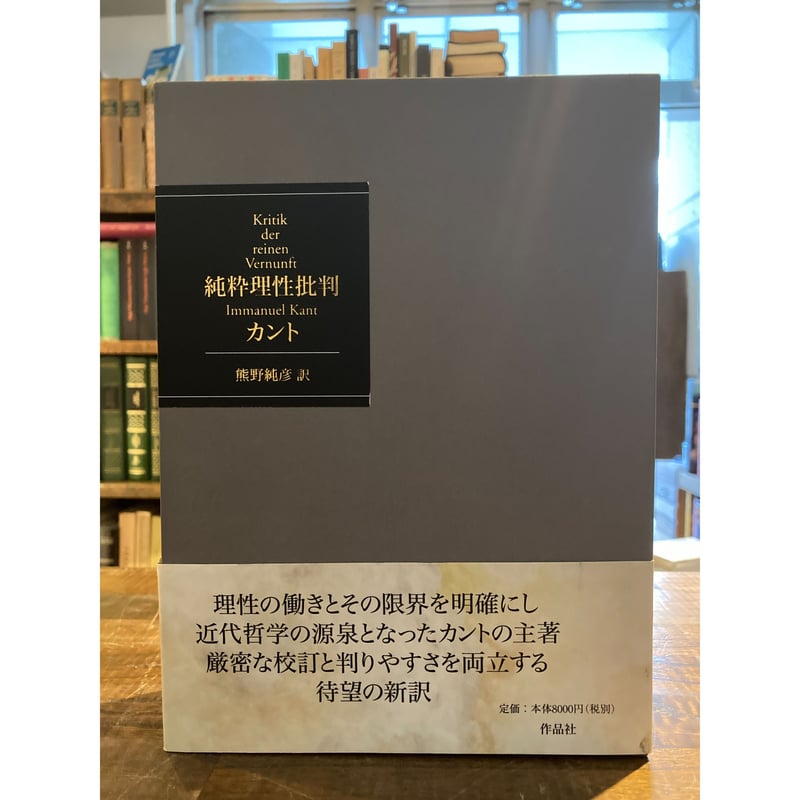 Kritik
der
reinen
Vernunft
純粋理性批判
Immanuel Kant
カント
熊野純彦 訳
理性の働きとその限界を明確にし
近代哲学の源泉となったカントの主著
厳密な校訂と判りやすさを両立する
待望の新訳
定価：本体8000円（税別）
作品社